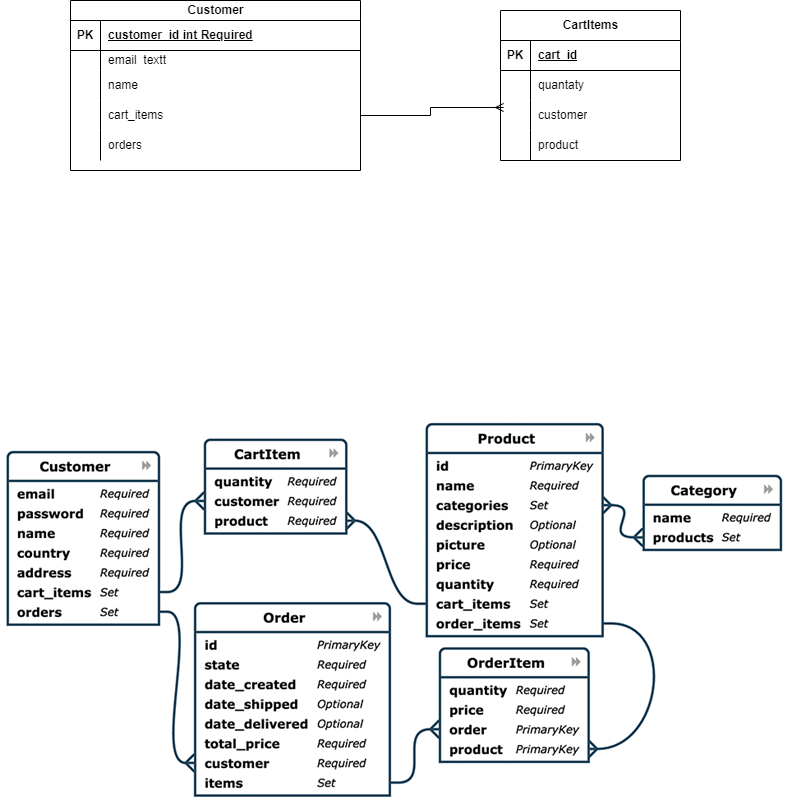 Customer
PK customer_id int Required
email_textt
name
cart_items
orders
CartItems
PK cart_id
quantaty
customer
product
Customer
email Required
password Required
name Required
country Required
address Required
cart_items Set
orders Set
CartItem
quantity Required
customer Required
product Required
Product
id PrimaryKey
name Required
categories Set
description Optional
picture Optional
price Required
quantity Required
cart_items Set
order_items Set
Category
name Required
products Set
Order
id PrimaryKey
state Required
date_created Required
date_shipped Optional
date_delivered Optional
total_price Required
customer Required
items Set
OrderItem
quantity Required
price Required
order PrimaryKey
product PrimaryKey